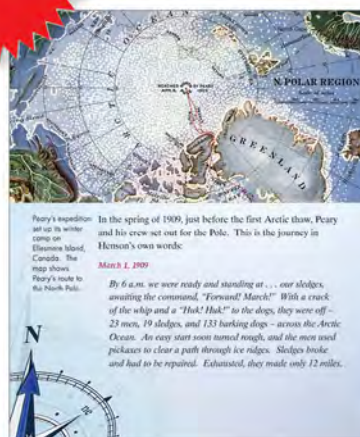 N. POLAR REGION
GREENLAND
Peary's expedition
set up its winter
camp on
Ellesmere Island,
Canada. The
map shows
Peary's route to
the North Pole.
In the spring of 1909, just before the first Arctic thaw, Peary
and his crew set out for the Pole. This is the journey in
Henson's own words:
March 1, 1909
By 6 a.m. we were ready and standing at . . . our sledges,
awaiting the command, "Forward! March!" With a crack
of the whip and a "Huk! Huk!" to the dogs, they were off –
23 men, 19 sledges, and 133 barking dogs – across the Arctic
Ocean. An easy start soon turned rough, and the men used
pickaxes to clear a path through ice ridges. Sledges broke
and had to be repaired. Exhausted, they made only 12 miles.
N